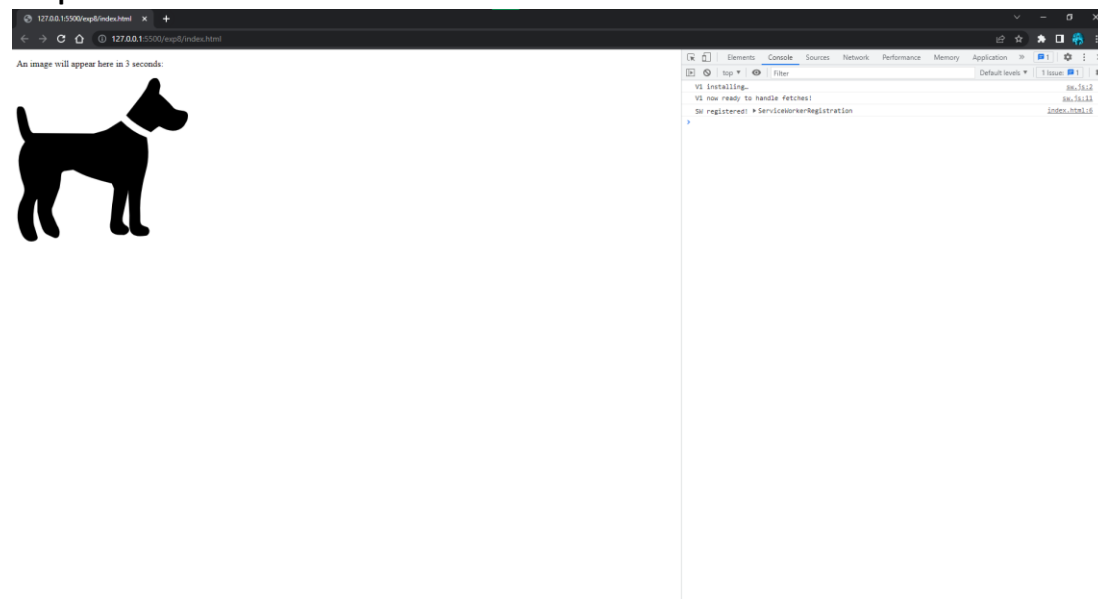 127.0.0.1:5500/exp8/index.html
127.0.0.1:5500/exp8/index.html
An image will appear here in 3 seconds:
Elements Console Sources Network Performance Memory Application » 1
top ▼ Filter Default levels ▼ 1 Issue: 1
V1 installing… sw.js:2
V1 now ready to handle fetches! sw.js:11
SW registered! ▶ ServiceWorkerRegistration index.html:6